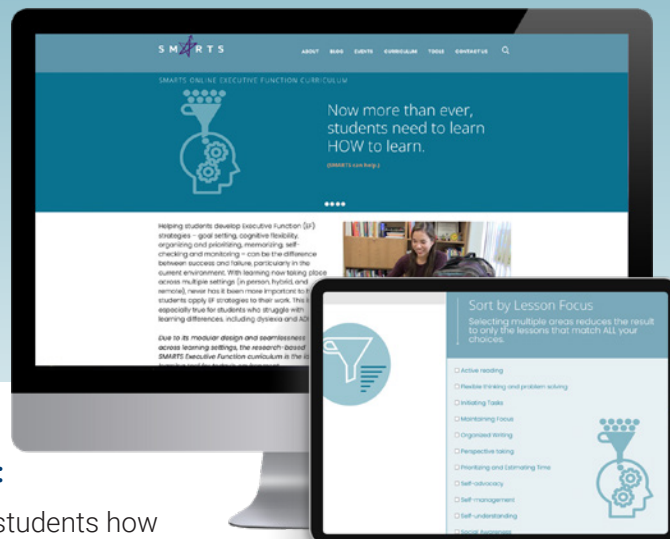 SMARTS
ABOUT BLOG EVENTS CURRICULUM TOOLS CONTACT US
SMARTS ONLINE EXECUTIVE FUNCTION CURRICULUM
Now more than ever,
students need to learn
HOW to learn.
(SMARTS can help.)
Helping students develop Executive Function (EF)
strategies – goal setting, cognitive flexibility,
organizing and prioritizing, memorizing, self-
checking and monitoring – can be the difference
between success and failure, particularly in the
current environment. With learning now taking place
across multiple settings (in person, hybrid, and
remote), never has it been more important to
students apply EF strategies to their work. This is
especially true for students who struggle with
learning differences, including dyslexia and
Due to its modular design and seamlessness
across learning settings, the research-based
SMARTS Executive Function curriculum is the
Sort by Lesson Focus
Selecting multiple areas reduces the result
to only the lessons that match ALL your
choices.
Active reading
Flexible thinking and problem solving
Initiating Tasks
Maintaining Focus
Organized Writing
Perspective taking
Prioritizing and Estimating Time
Self-advocacy
Self-management
Self-understanding
Social Awareness
:
students how